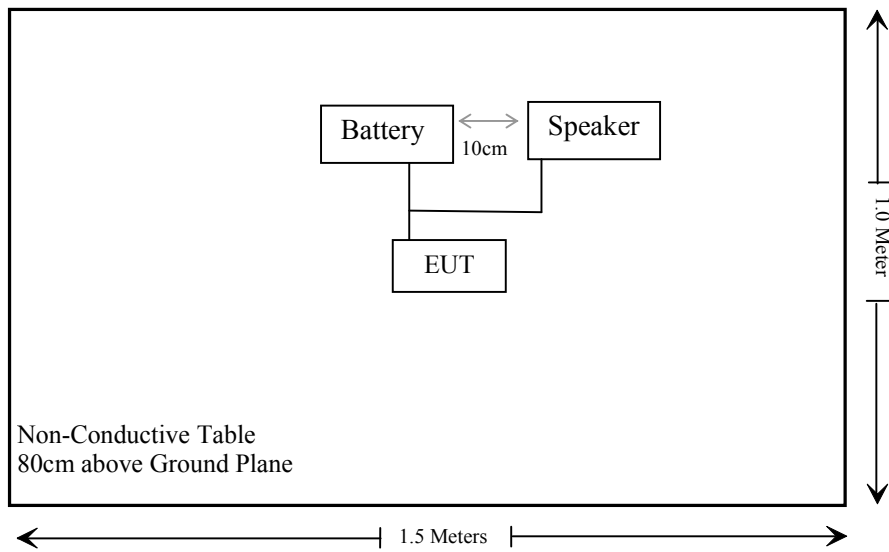 Battery
Speaker
10cm
EUT
1.0 Meter
Non-Conductive Table
80cm above Ground Plane
1.5 Meters